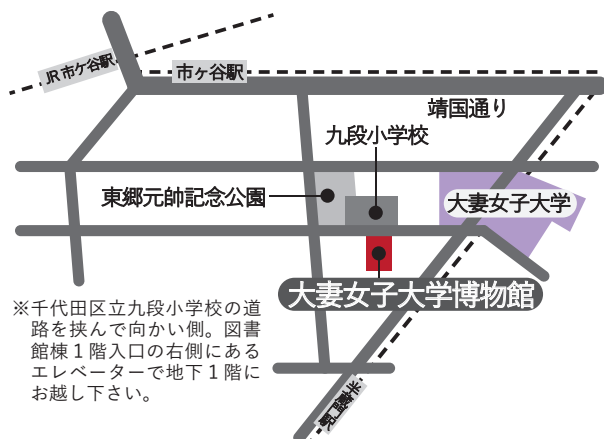 JR市ケ谷駅
市ヶ谷駅
靖国通り
九段小学校
東郷元帥記念公園
大妻女子大学
大妻女子大学博物館
※千代田区立九段小学校の道
路を挟んで向かい側。図書
館棟1階入口の右側にある
エレベーターで地下1階に
お越し下さい。
半蔵門駅